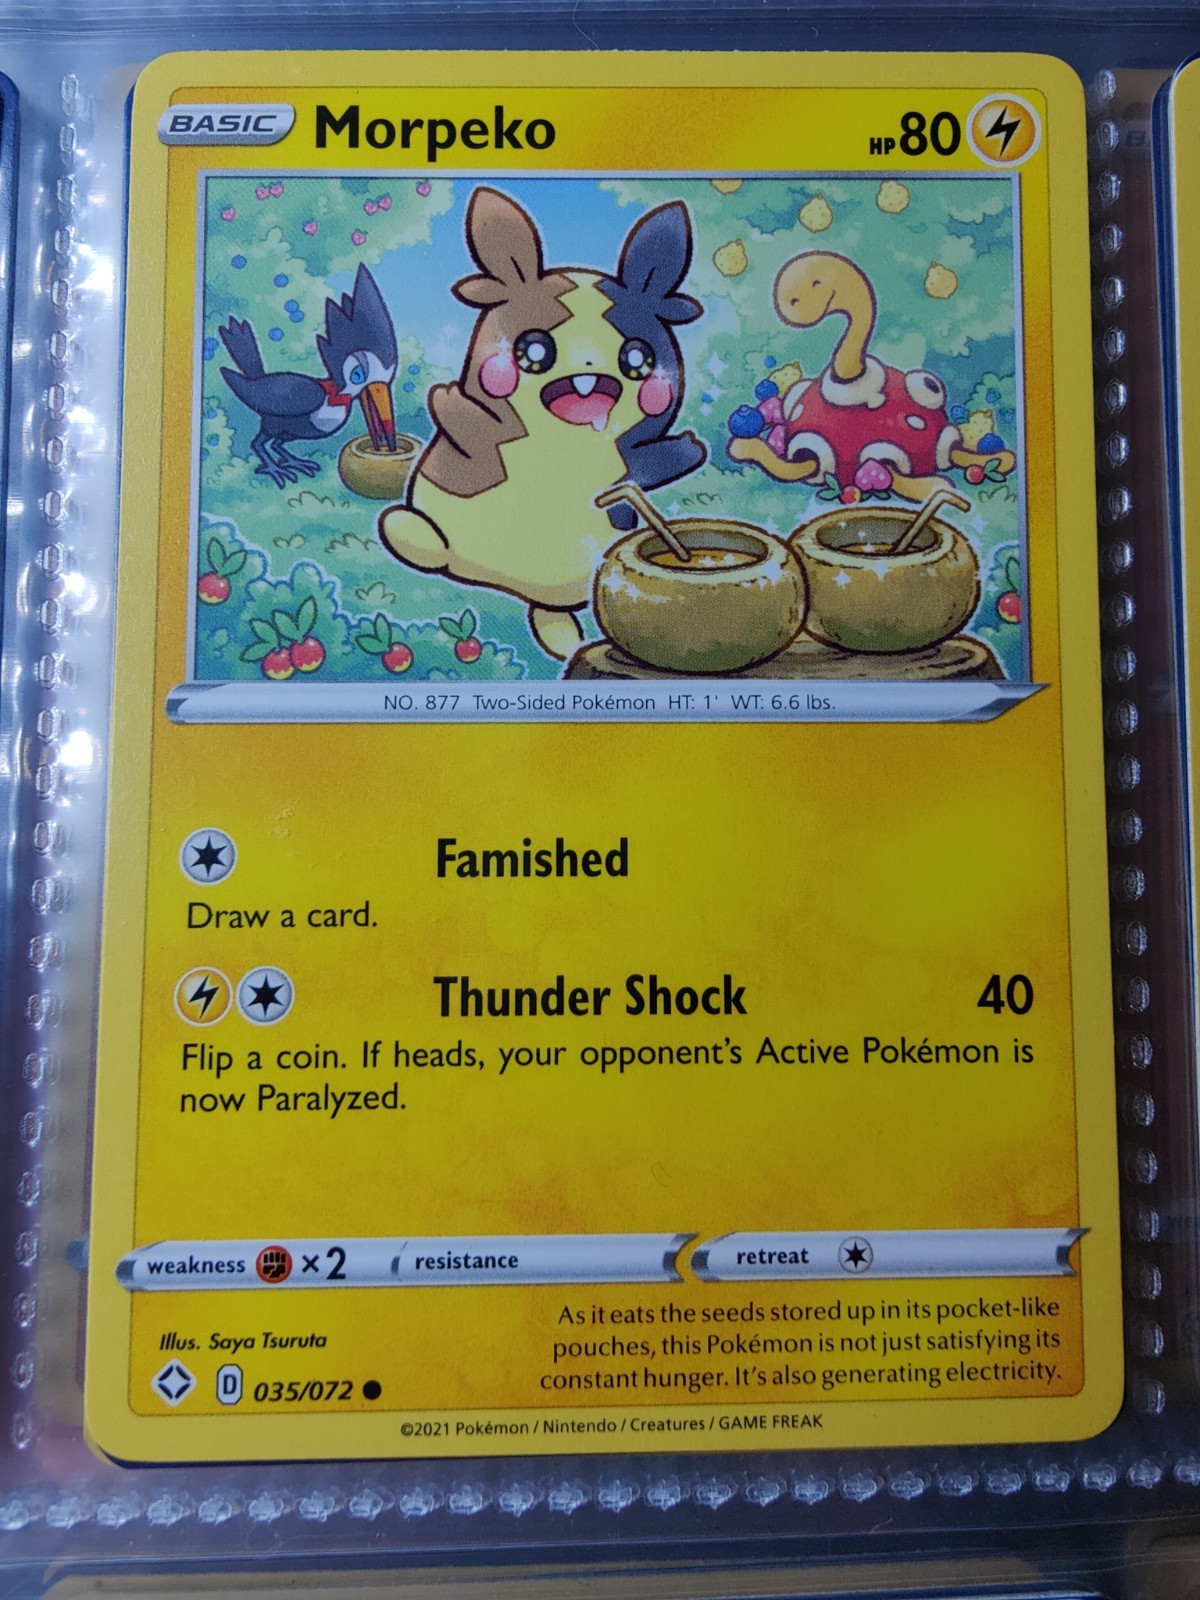 BASIC Morpeko HP 80
NO. 877 Two-Sided Pokémon HT: 1' WT: 6.6 lbs.
Famished
Draw a card.
Thunder Shock 40
Flip a coin. If heads, your opponent's Active Pokémon is
now Paralyzed.
weakness ×2 resistance retreat
As it eats the seeds stored up in its pocket-like
pouches, this Pokémon is not just satisfying its
constant hunger. It's also generating electricity.
Illus. Saya Tsuruta
D 035/072
©2021 Pokémon / Nintendo / Creatures / GAME FREAK